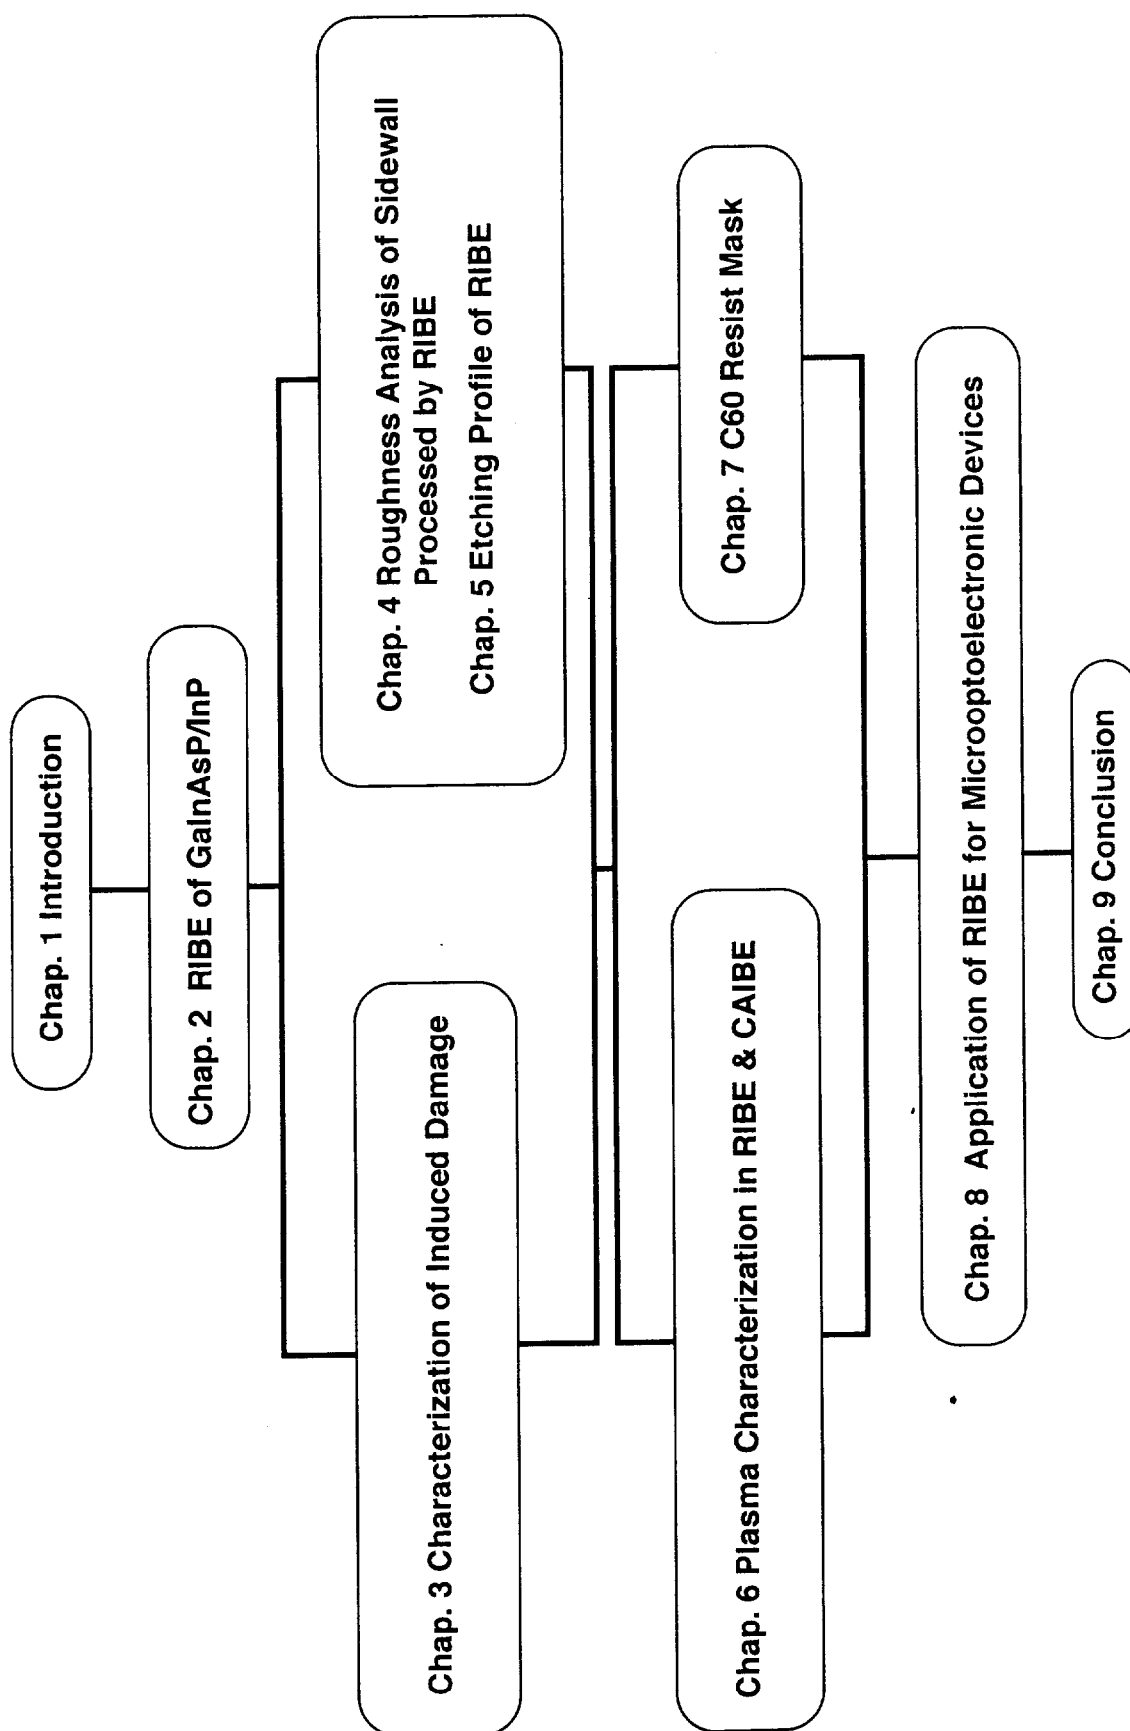 Chap. 1 Introduction
Chap. 2 RIBE of GaInAsP/InP
Chap. 3 Characterization of Induced Damage
Chap. 4 Roughness Analysis of Sidewall
Processed by RIBE
Chap. 5 Etching Profile of RIBE
Chap. 6 Plasma Characterization in RIBE & CAIBE
Chap. 7 C60 Resist Mask
Chap. 8 Application of RIBE for Microoptoelectronic Devices
Chap. 9 Conclusion